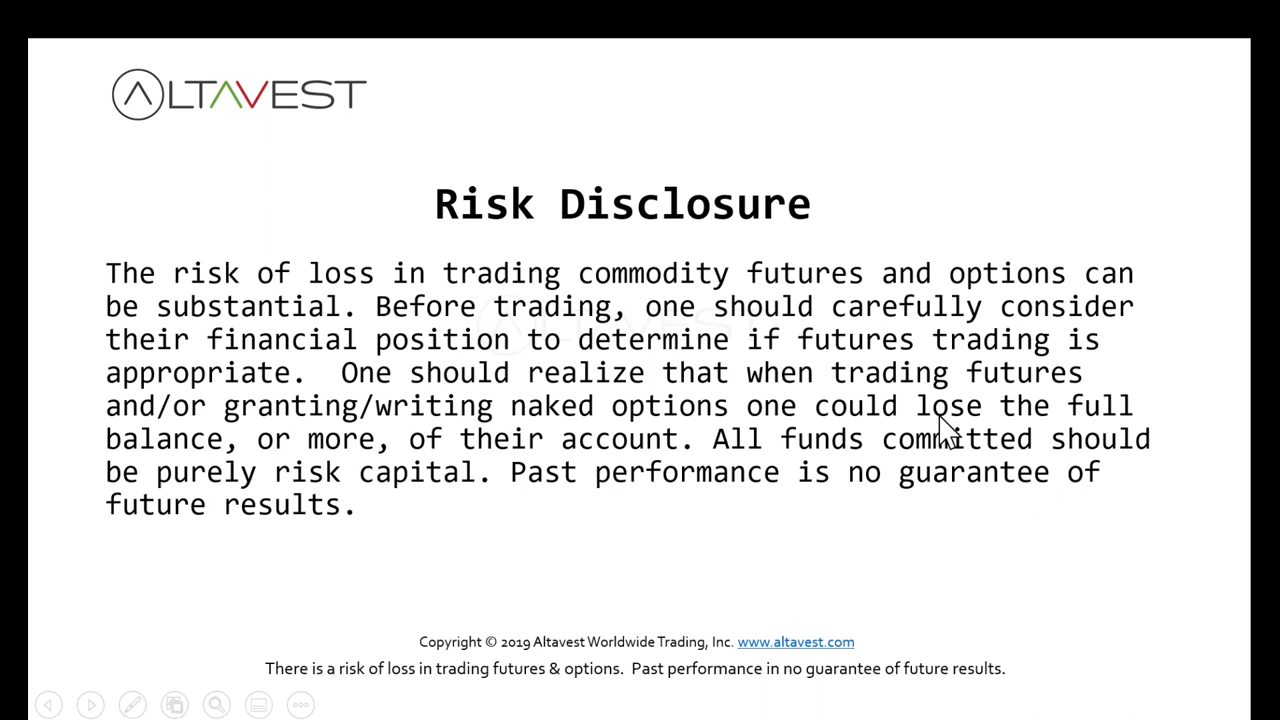 ALTAVEST
Risk Disclosure
The risk of loss in trading commodity futures and options can
be substantial. Before trading, one should carefully consider
their financial position to determine if futures trading is
appropriate.  One should realize that when trading futures
and/or granting/writing naked options one could lose the full
balance, or more, of their account. All funds committed should
be purely risk capital. Past performance is no guarantee of
future results.
Copyright © 2019 Altavest Worldwide Trading, Inc. www.altavest.com
There is a risk of loss in trading futures & options.  Past performance in no guarantee of future results.